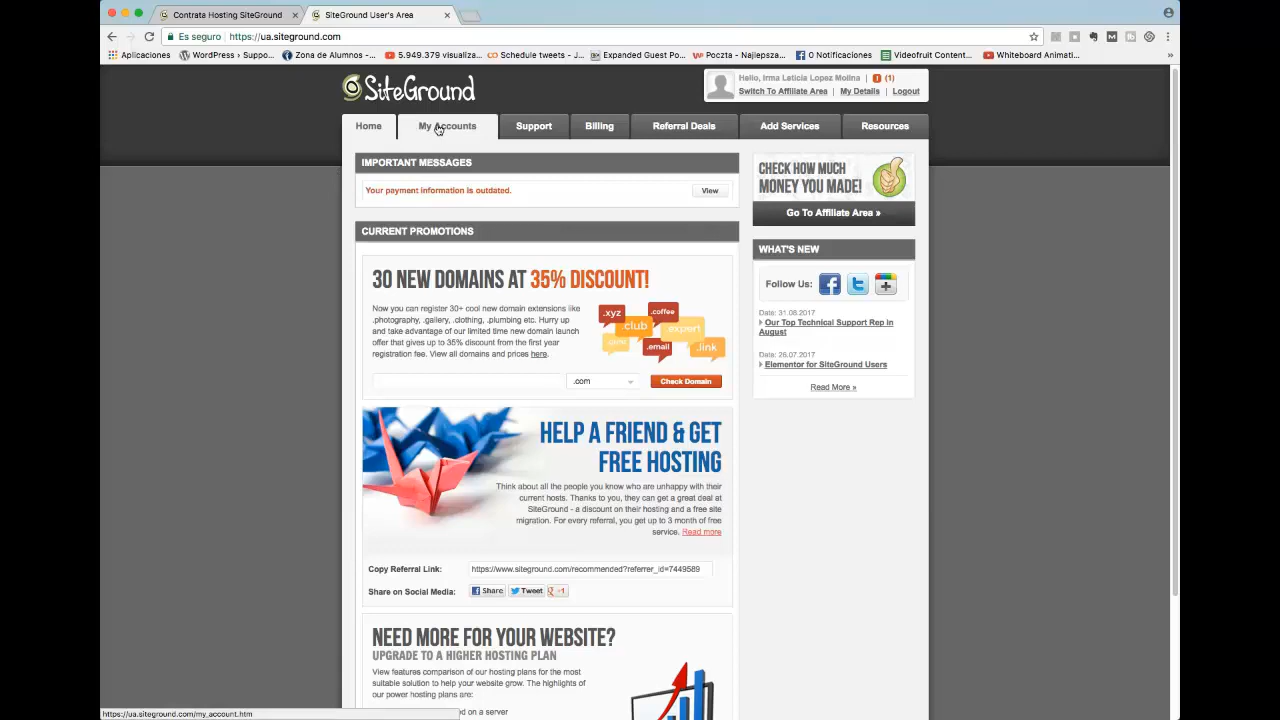 Contrata Hosting SiteGround
SiteGround User's Area
Es seguro
https://ua.siteground.com
Aplicaciones
WordPress › Suppo...
Zona de Alumnos -...
5.949.379 visualiza...
Schedule tweets - ...
Expanded Guest Po...
Poczta - Najlepsza...
0 Notificaciones
Videofruit Content...
Whiteboard Animati...
SiteGround
Hello, Irma Leticia Lopez Molina
(1)
Switch To Affiliate Area
My Details
Logout
Home
My Accounts
Support
Billing
Referral Deals
Add Services
Resources
IMPORTANT MESSAGES
Your payment information is outdated.
View
CURRENT PROMOTIONS
30 NEW DOMAINS AT 35% DISCOUNT!
Now you can register 30+ cool new domain extensions like
.photography, .gallery, .clothing, .plumbing etc. Hurry up
and take advantage of our limited time new domain launch
offer that gives up to 35% discount from the first year
registration fee. View all domains and prices here.
.xyz
.coffee
.club
.expert
.email
.link
.com
Check Domain
HELP A FRIEND & GET
FREE HOSTING
Think about all the people you know who are unhappy with their
current hosts. Thanks to you, they can get a great deal at
SiteGround - a discount on their hosting and a free site
migration. For every referral, you get up to 3 month of free
service. Read more
Copy Referral Link:
https://www.siteground.com/recommended?referrer_id=7449589
Share on Social Media:
Share
Tweet
+1
NEED MORE FOR YOUR WEBSITE?
UPGRADE TO A HIGHER HOSTING PLAN
View features comparison of our hosting plans for the most
suitable solution to help your website grow. The highlights of
our power hosting plans are:
ed on a server
CHECK HOW MUCH
MONEY YOU MADE!
Go To Affiliate Area »
WHAT'S NEW
Follow Us:
Date: 31.08.2017
Our Top Technical Support Rep in
August
Date: 26.07.2017
Elementor for SiteGround Users
Read More »
https://ua.siteground.com/my_account.htm